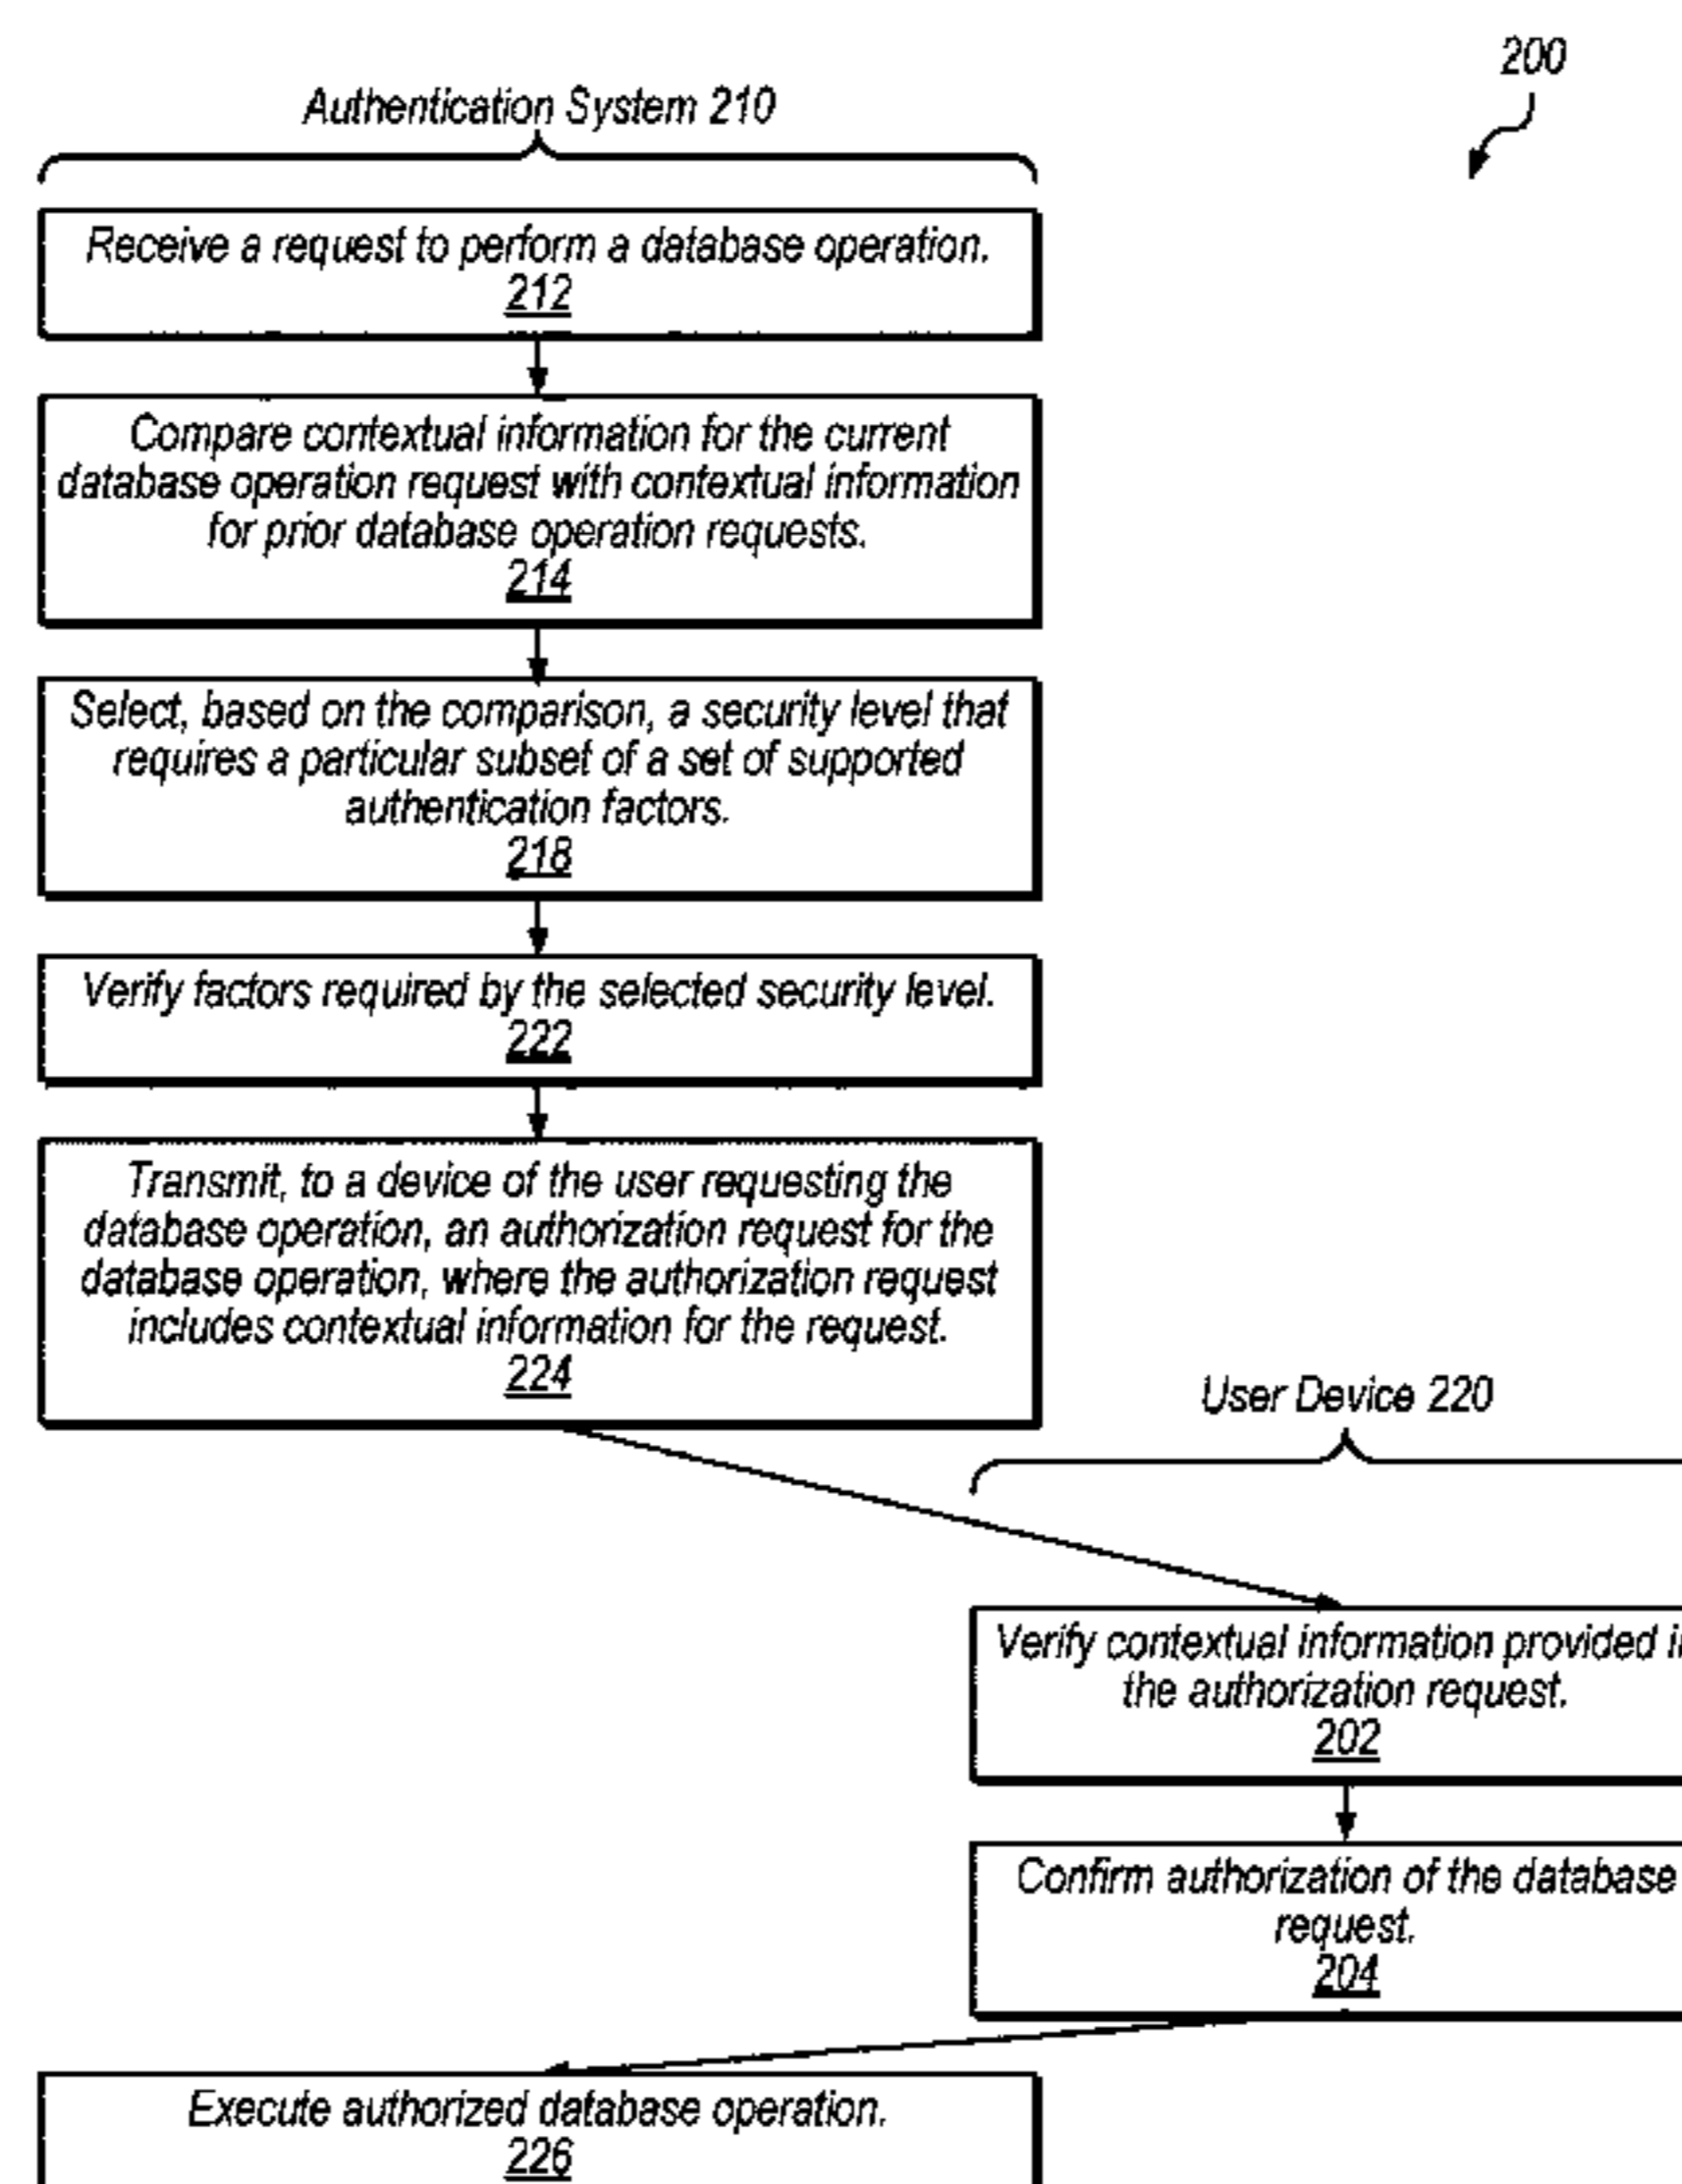 200
Authentication System 210
Receive a request to perform a database operation.
212
Compare contextual information for the current
database operation request with contextual information
for prior database operation requests.
214
Select, based on the comparison, a security level that
requires a particular subset of a set of supported
authentication factors.
218
Verify factors required by the selected security level.
222
Transmit, to a device of the user requesting the
database operation, an authorization request for the
database operation, where the authorization request
includes contextual information for the request.
224
User Device 220
Verify contextual information provided
the authorization request.
202
Confirm authorization of the database
request.
204
Execute authorized database operation.
226